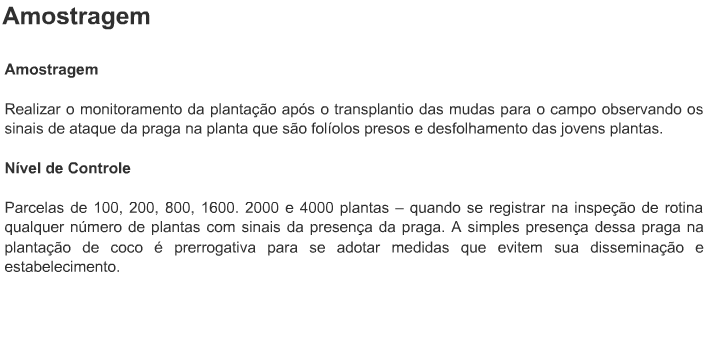 Amostragem
Amostragem
Realizar o monitoramento da plantação após o transplantio das mudas para o campo observando os
sinais de ataque da praga na planta que são folíolos presos e desfolhamento das jovens plantas.
Nível de Controle
Parcelas de 100, 200, 800, 1600. 2000 e 4000 plantas – quando se registrar na inspeção de rotina
qualquer número de plantas com sinais da presença da praga. A simples presença dessa praga na
plantação de coco é prerrogativa para se adotar medidas que evitem sua disseminação e
estabelecimento.